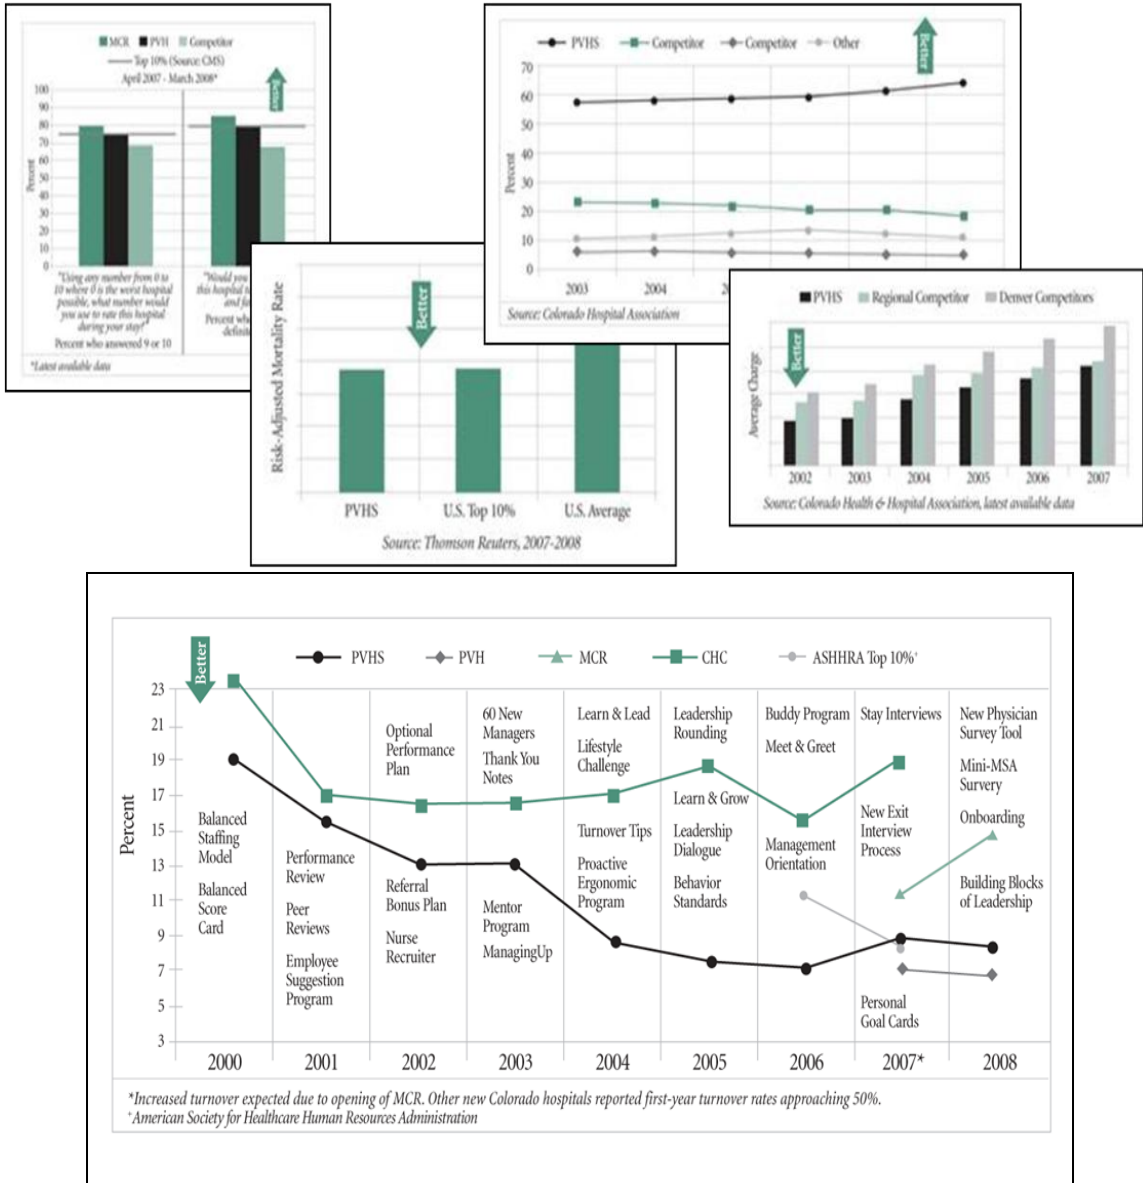 MCR PVH Competitor
Top 10% (Source: CMS)
April 2007 - March 2008*
Better
Percent
100
90
80
70
60
50
40
30
20
10
0
"Using any number from 0 to
10 where 0 is the worst hospital
possible, what number would
you use to rate this hospital
during your stay?"
Percent who answered 9 or 10
"Would you
this hospital
and
Percent
*Latest available data
PVHS Competitor Competitor Other
Better
Percent
70
60
50
40
30
20
10
0
2003 2004
Source: Colorado Hospital Association
Better
Risk-Adjusted Mortality Rate
PVHS U.S. Top 10% U.S. Average
Source: Thomson Reuters, 2007-2008
PVHS Regional Competitor Denver Competitors
Better
Average Charge
2002 2003 2004 2005 2006 2007
Source: Colorado Health & Hospital Association, latest available data
Better
PVHS PVH MCR CHC ASHHRA Top 10%⁺
Percent
23
21
19
17
15
13
11
9
7
5
3
Balanced
Staffing
Model
Balanced
Score
Card
Performance
Review
Peer
Reviews
Employee
Suggestion
Program
Optional
Performance
Plan
Referral
Bonus Plan
Nurse
Recruiter
60 New
Managers
Thank You
Notes
Mentor
Program
ManagingUp
Learn & Lead
Lifestyle
Challenge
Turnover Tips
Proactive
Ergonomic
Program
Leadership
Rounding
Learn & Grow
Leadership
Dialogue
Behavior
Standards
Buddy Program
Meet & Greet
Management
Orientation
Stay Interviews
New Exit
Interview
Process
Personal
Goal Cards
New Physician
Survey Tool
Mini-MSA
Survery
Onboarding
Building Blocks
of Leadership
2000 2001 2002 2003 2004 2005 2006 2007* 2008
*Increased turnover expected due to opening of MCR. Other new Colorado hospitals reported first-year turnover rates approaching 50%.
⁺American Society for Healthcare Human Resources Administration